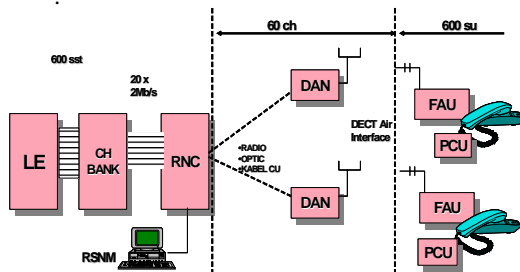 60 ch
600 su
600 sst
20 x
2Mb/s
DAN
DECT Air
Interface
FAU
PCU
LE
CH
BANK
RNC
•RADIO
•OPTIC
•KABEL CU
DAN
FAU
PCU
RSNM